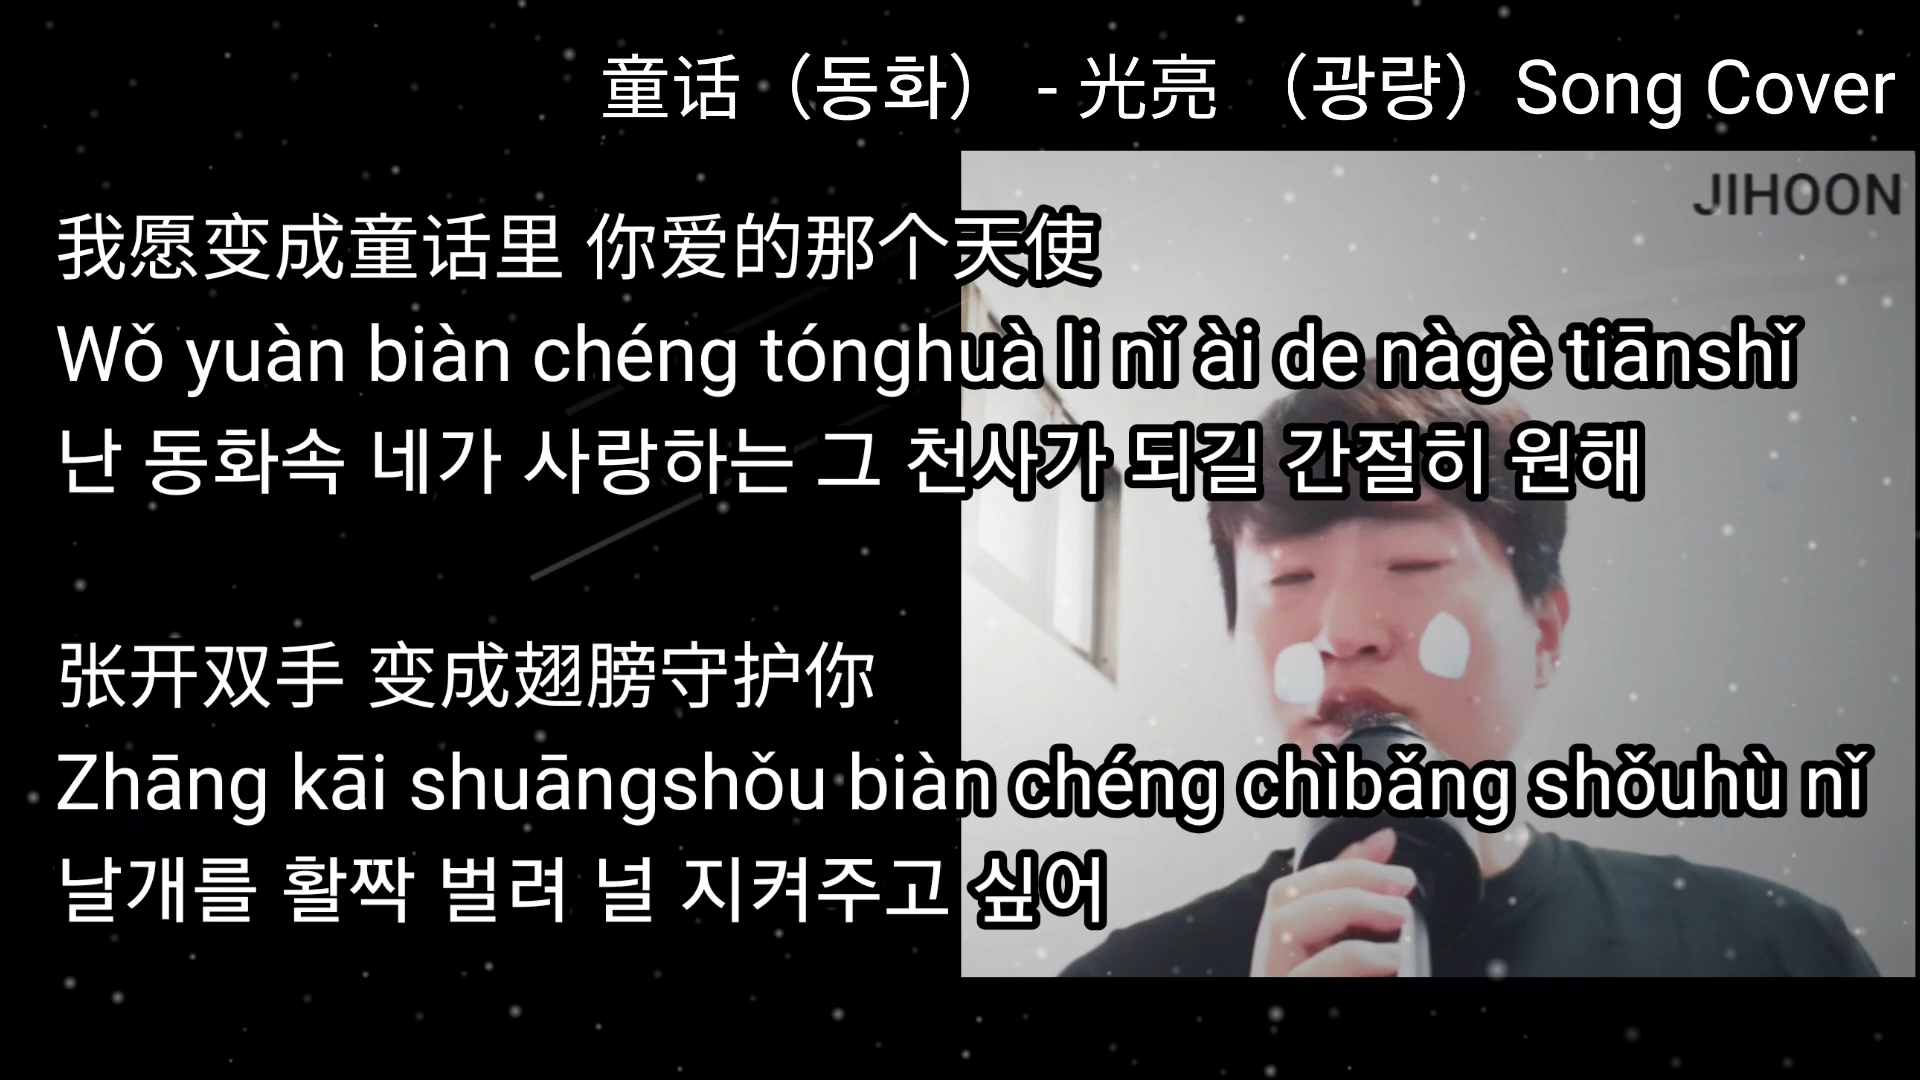 童话（동화） - 光亮 （광량）Song Cover
JIHOON
我愿变成童话里 你爱的那个天使
Wǒ yuàn biàn chéng tónghuà li nǐ ài de nàgè tiānshǐ
난 동화속 네가 사랑하는 그 천사가 되길 간절히 원해
张开双手 变成翅膀守护你
Zhāng kāi shuāngshǒu biàn chéng chìbǎng shǒuhù nǐ
날개를 활짝 벌려 널 지켜주고 싶어